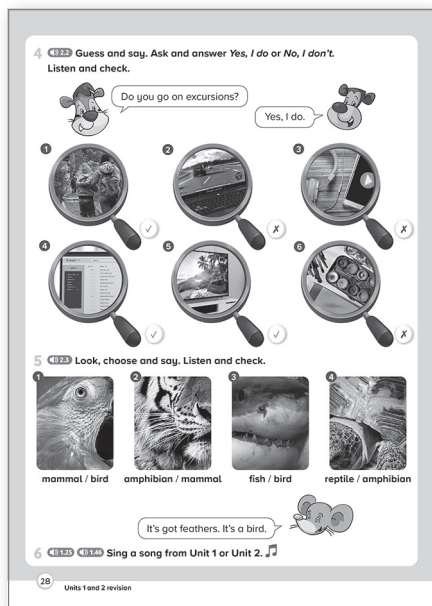 4 2.2 Guess and say. Ask and answer Yes, I do or No, I don't.
Listen and check.
Do you go on excursions?
Yes, I do.
1
2
3
✓
✗
✗
4
5
6
✓
✓
✗
5 2.3 Look, choose and say. Listen and check.
1
2
3
4
mammal / bird
amphibian / mammal
fish / bird
reptile / amphibian
It's got feathers. It's a bird.
6 1.25 1.46 Sing a song from Unit 1 or Unit 2.
28
Units 1 and 2 revision